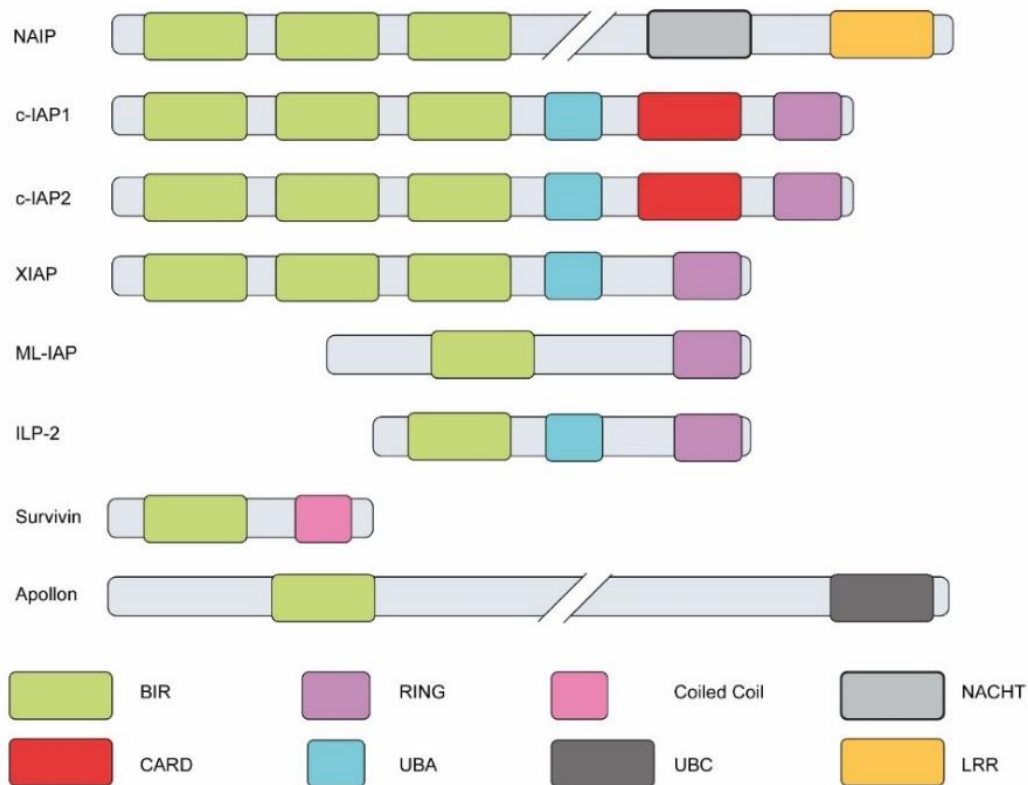 NAIP
c-IAP1
c-IAP2
XIAP
ML-IAP
ILP-2
Survivin
Apollon
BIR RING Coiled Coil NACHT
CARD UBA UBC LRR